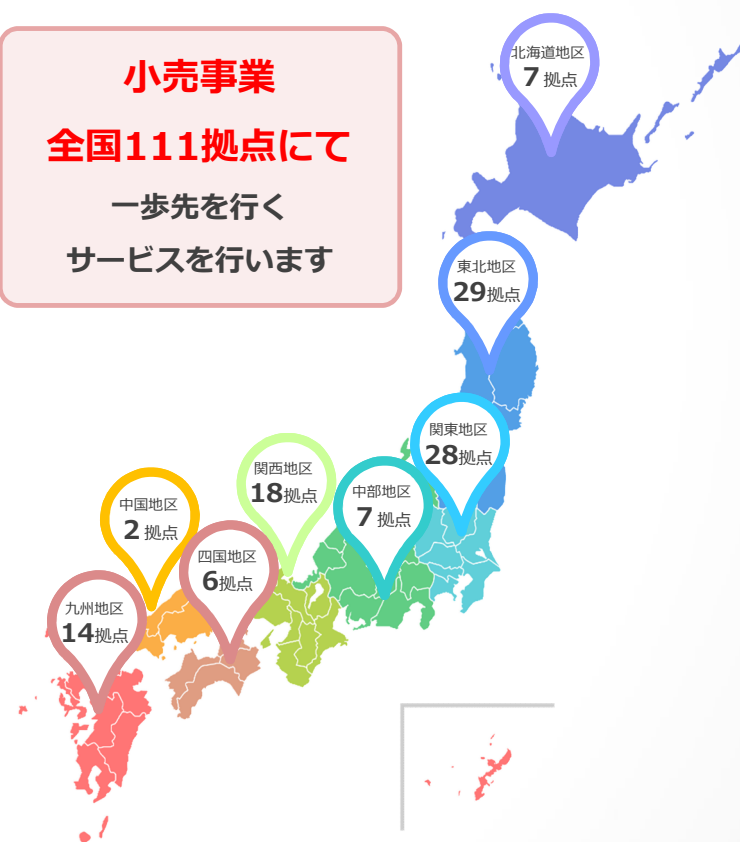 小売事業
全国111拠点にて
一歩先を行く
サービスを行います
北海道地区
7 拠点
東北地区
29拠点
関東地区
28拠点
関西地区
18拠点
中部地区
7 拠点
中国地区
2 拠点
四国地区
6拠点
九州地区
14拠点